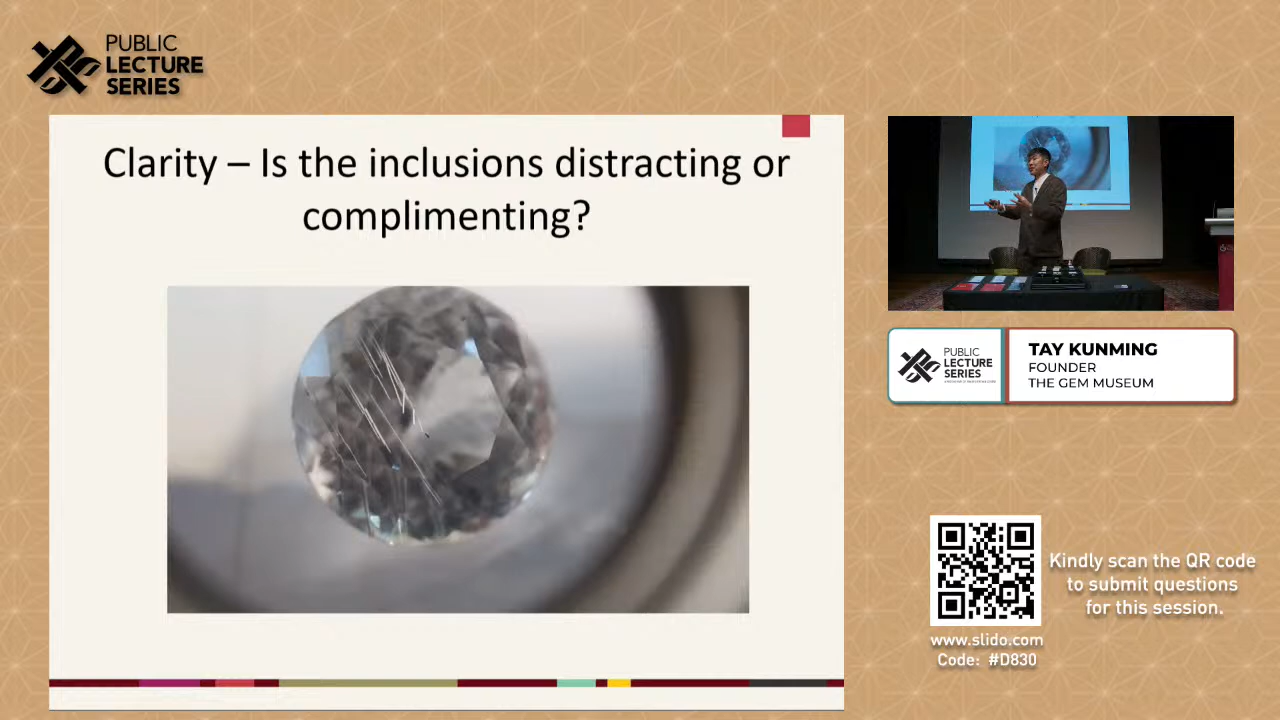 PUBLIC
LECTURE
SERIES
Clarity – Is the inclusions distracting or
complimenting?
PUBLIC
LECTURE
SERIES
TAY KUNMING
FOUNDER
THE GEM MUSEUM
Kindly scan the QR code
to submit questions
for this session.
www.slido.com
Code: #D830